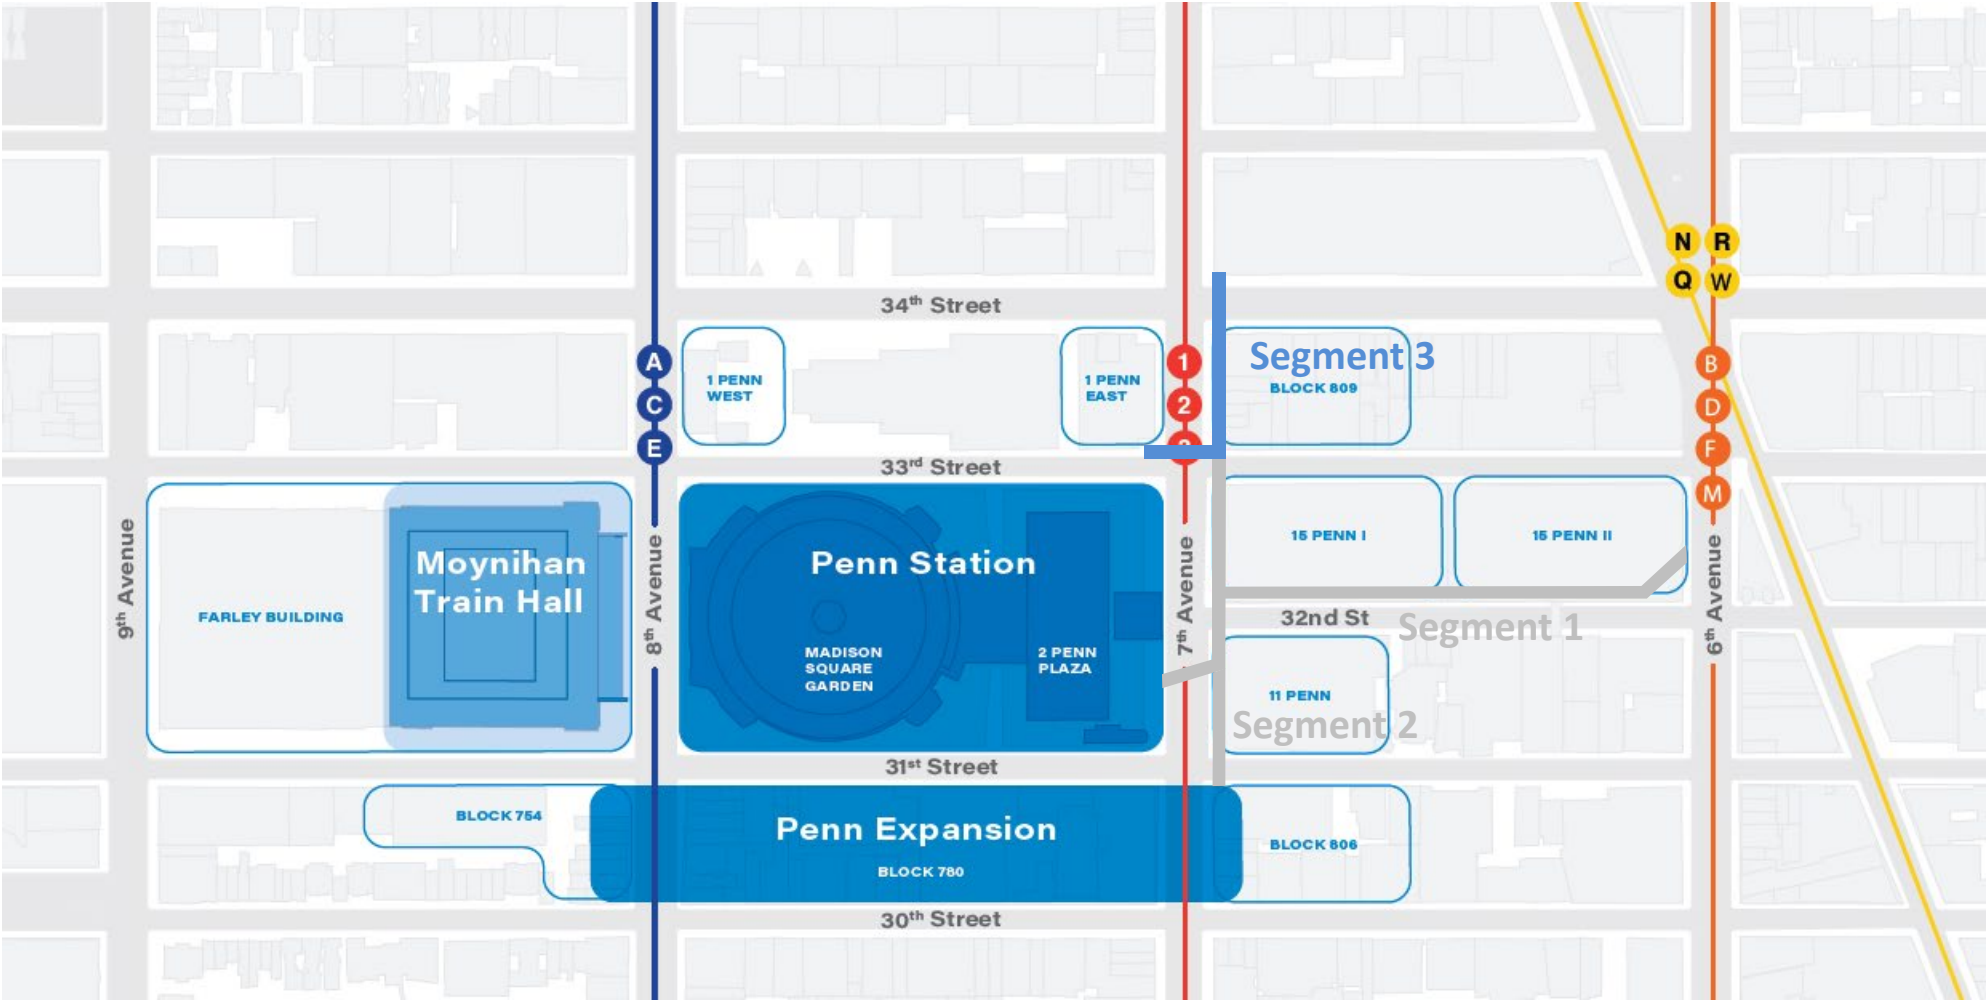 N R
Q W
34th Street
1
2
A
C
E
1 PENN
WEST
1 PENN
EAST
Segment 3
BLOCK 809
B
D
F
M
33rd Street
9th Avenue
8th Avenue
7th Avenue
6th Avenue
Moynihan
Train Hall
FARLEY BUILDING
Penn Station
MADISON
SQUARE
GARDEN
2 PENN
PLAZA
15 PENN I
15 PENN II
32nd St
Segment 1
11 PENN
Segment 2
31st Street
BLOCK 754
Penn Expansion
BLOCK 780
BLOCK 806
30th Street